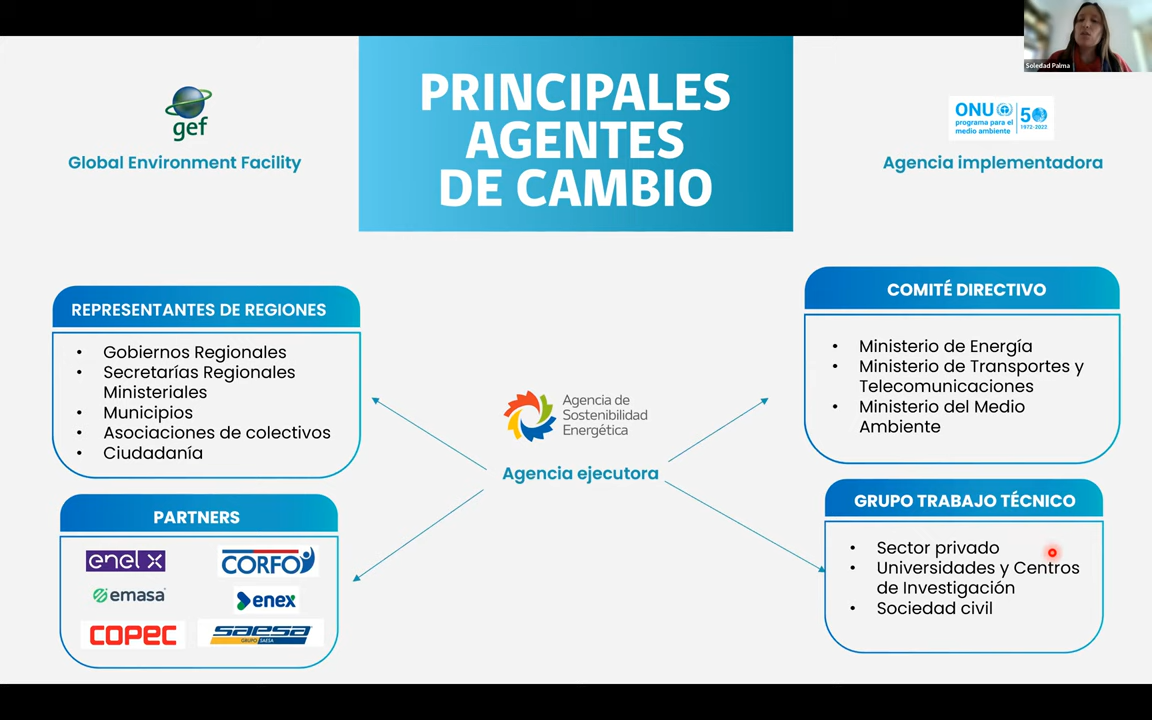 Soledad Palma
gef
Global Environment Facility
PRINCIPALES
AGENTES
DE CAMBIO
ONU
programa para el
medio ambiente
50
1972-2022
Agencia implementadora
REPRESENTANTES DE REGIONES
• Gobiernos Regionales
• Secretarías Regionales
Ministeriales
• Municipios
• Asociaciones de colectivos
• Ciudadanía
PARTNERS
enel x
CORFO
emasa
enex
COPEC
saesa
GRUPO SAESA
Agencia de
Sostenibilidad
Energética
Agencia ejecutora
COMITÉ DIRECTIVO
• Ministerio de Energía
• Ministerio de Transportes y
Telecomunicaciones
• Ministerio del Medio
Ambiente
GRUPO TRABAJO TÉCNICO
• Sector privado
• Universidades y Centros
de Investigación
• Sociedad civil